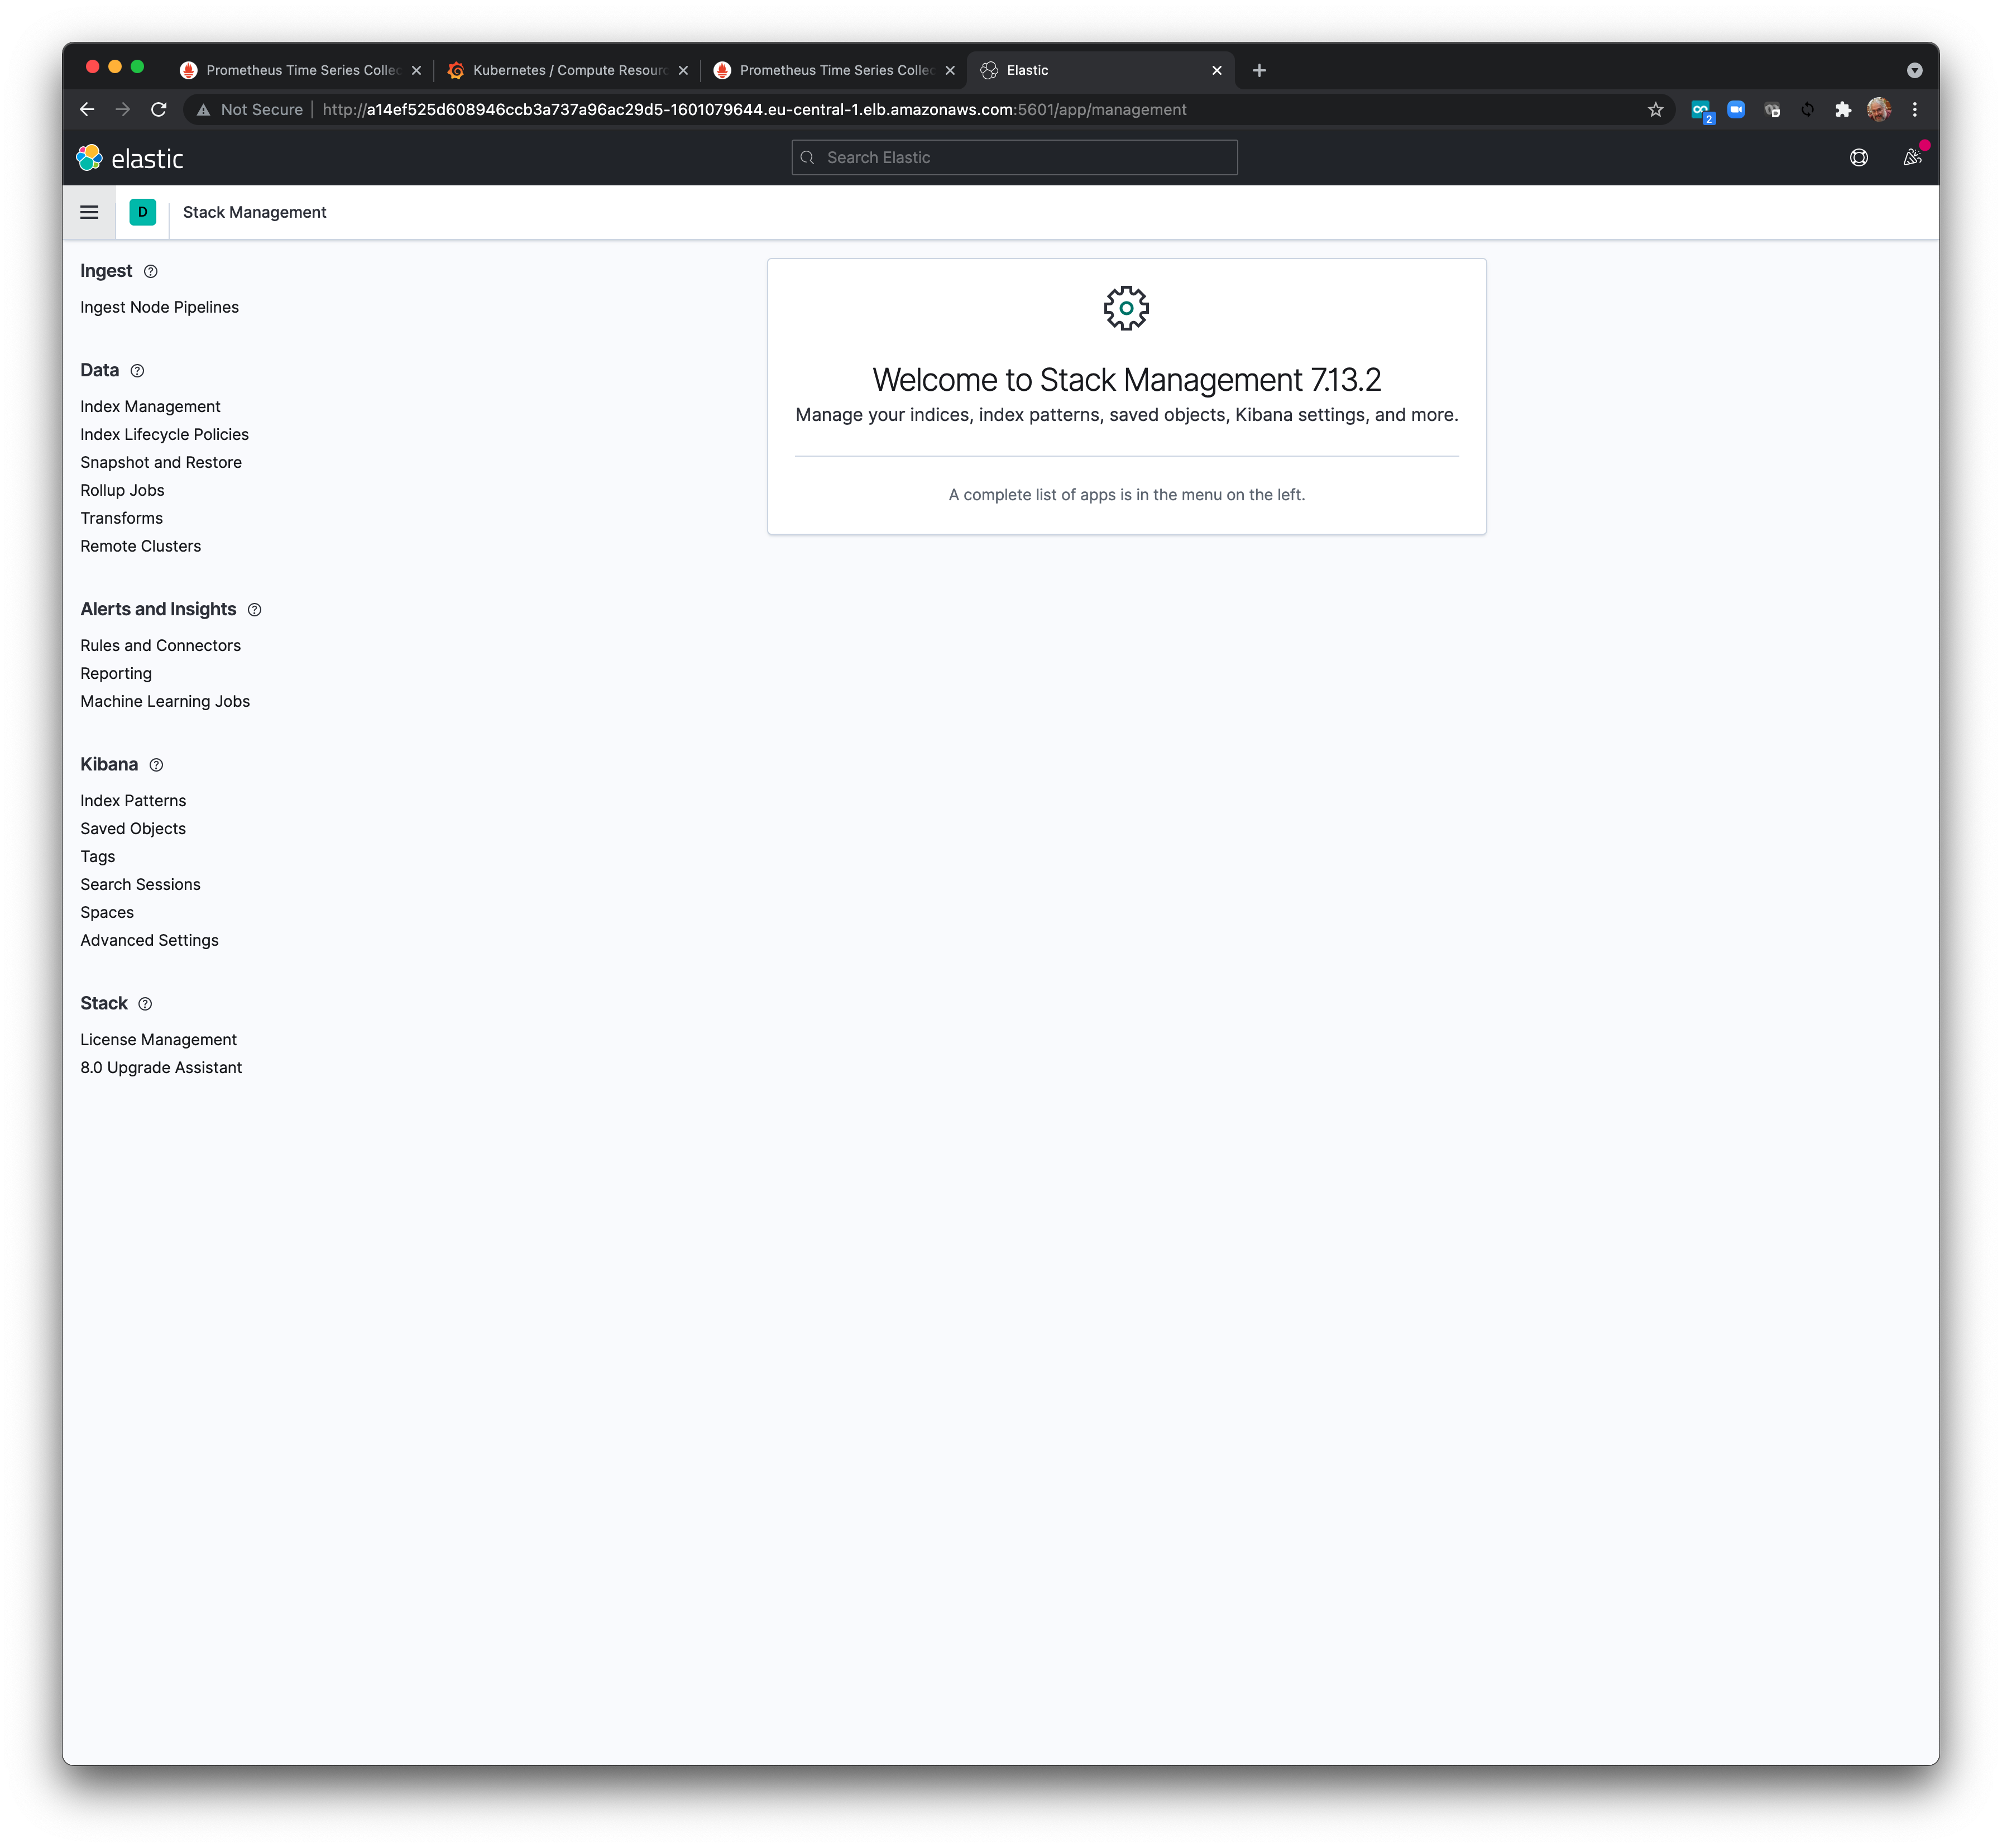 Prometheus Time Series Collec
Kubernetes / Compute Resourc
Prometheus Time Series Collec
Elastic
Not Secure
http://a14ef525d608946ccb3a737a96ac29d5-1601079644.eu-central-1.elb.amazonaws.com:5601/app/management
2
elastic
Search Elastic
D
Stack Management
Ingest
Ingest Node Pipelines
Data
Index Management
Index Lifecycle Policies
Snapshot and Restore
Rollup Jobs
Transforms
Remote Clusters
Alerts and Insights
Rules and Connectors
Reporting
Machine Learning Jobs
Kibana
Index Patterns
Saved Objects
Tags
Search Sessions
Spaces
Advanced Settings
Stack
License Management
8.0 Upgrade Assistant
Welcome to Stack Management 7.13.2
Manage your indices, index patterns, saved objects, Kibana settings, and more.
A complete list of apps is in the menu on the left.